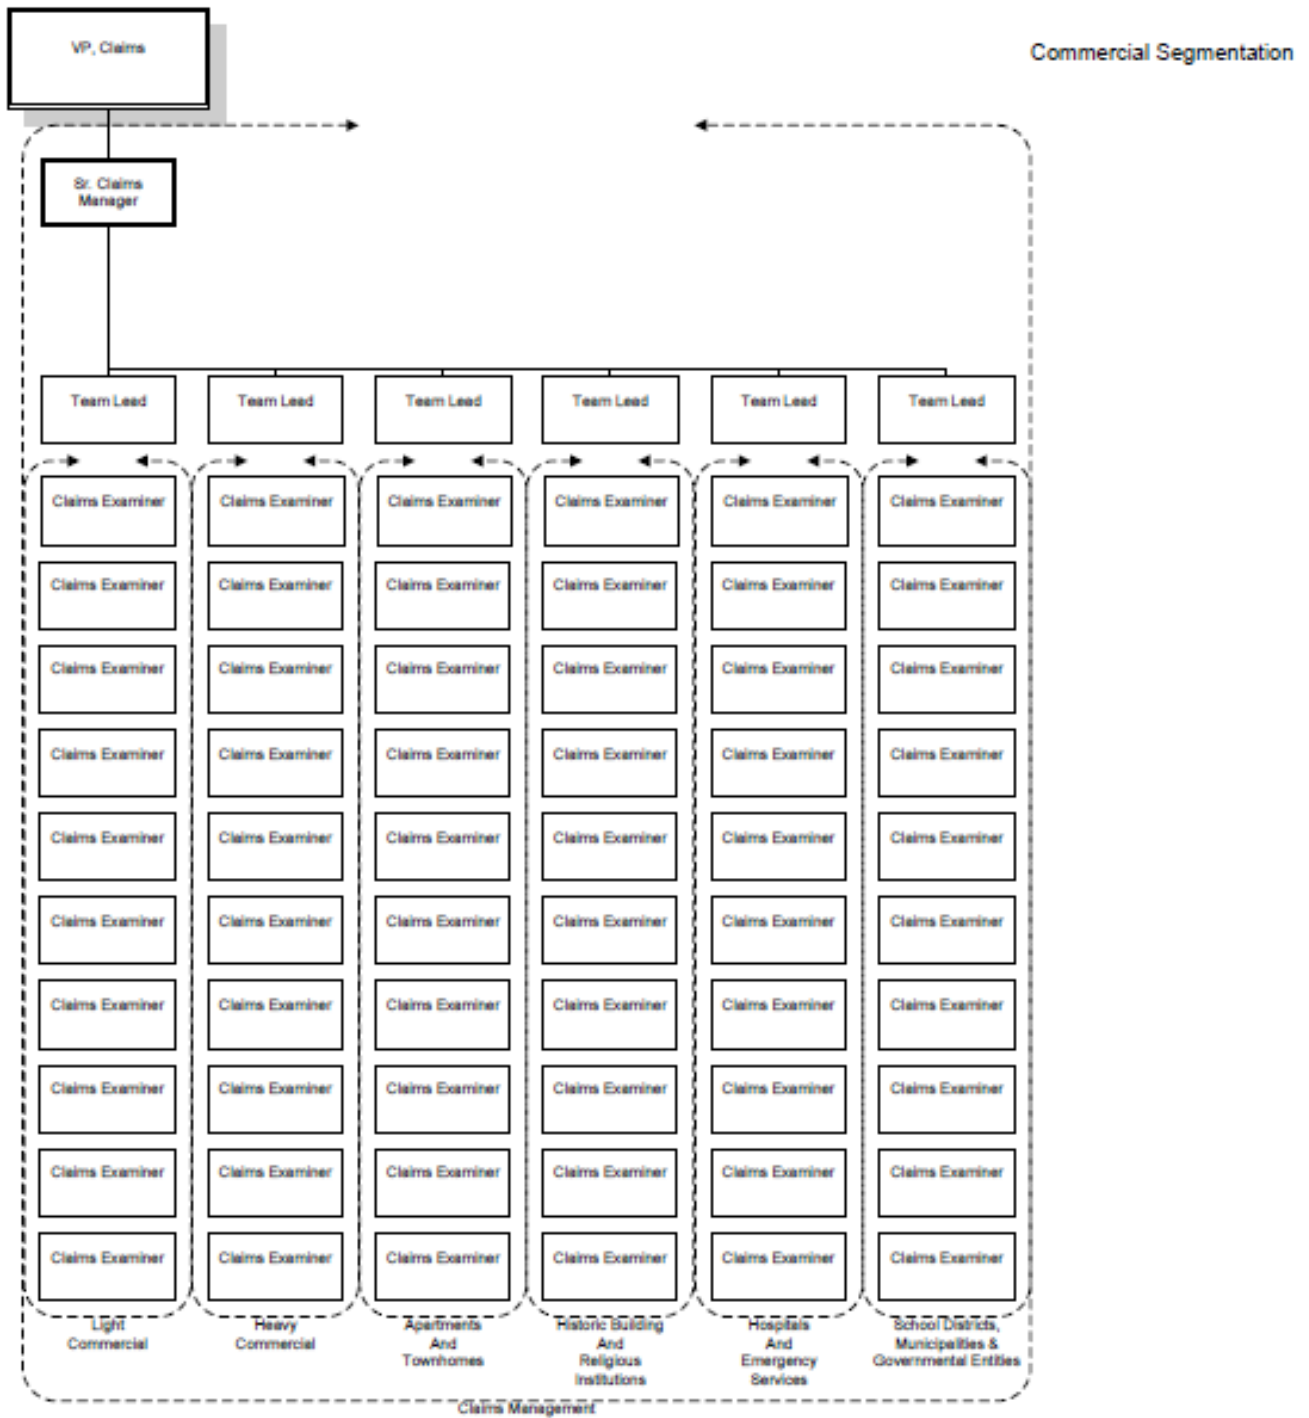 VP, Claims
Commercial Segmentation
Sr. Claims
Manager
Team Lead Team Lead Team Lead Team Lead Team Lead Team Lead
Claims Examiner Claims Examiner Claims Examiner Claims Examiner Claims Examiner Claims Examiner
Claims Examiner Claims Examiner Claims Examiner Claims Examiner Claims Examiner Claims Examiner
Claims Examiner Claims Examiner Claims Examiner Claims Examiner Claims Examiner Claims Examiner
Claims Examiner Claims Examiner Claims Examiner Claims Examiner Claims Examiner Claims Examiner
Claims Examiner Claims Examiner Claims Examiner Claims Examiner Claims Examiner Claims Examiner
Claims Examiner Claims Examiner Claims Examiner Claims Examiner Claims Examiner Claims Examiner
Claims Examiner Claims Examiner Claims Examiner Claims Examiner Claims Examiner Claims Examiner
Claims Examiner Claims Examiner Claims Examiner Claims Examiner Claims Examiner Claims Examiner
Claims Examiner Claims Examiner Claims Examiner Claims Examiner Claims Examiner Claims Examiner
Claims Examiner Claims Examiner Claims Examiner Claims Examiner Claims Examiner Claims Examiner
Light
Commercial
Heavy
Commercial
Apartments
And
Townhomes
Historic Building
And
Religious
Institutions
Hospitals
And
Emergency
Services
School Districts,
Municipalities &
Governmental Entities
Claims Management